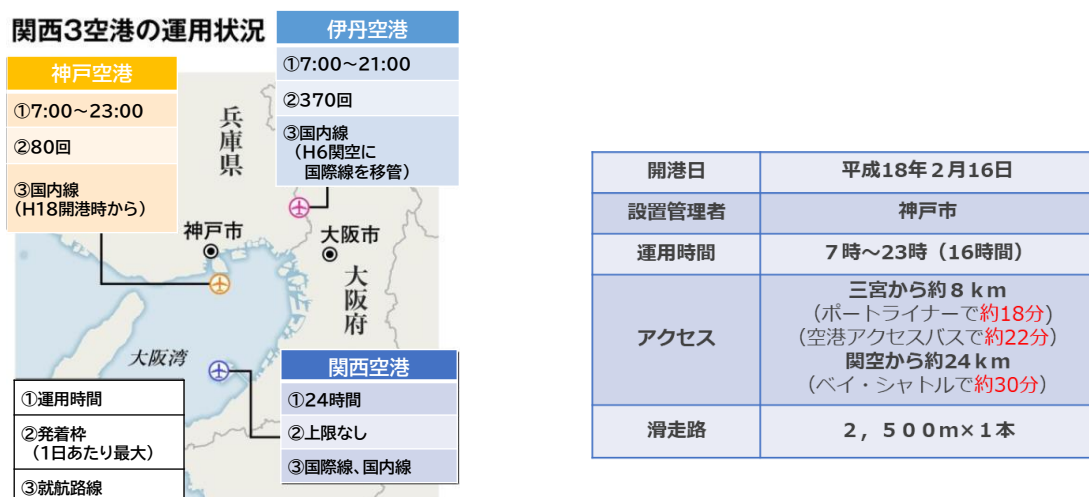 関西3空港の運用状況
伊丹空港
①7:00～21:00
②370回
③国内線
（H6関空に
国際線を移管）
神戸空港
①7:00～23:00
②80回
③国内線
（H18開港時から）
兵庫県
神戸市
大阪市
大阪府
大阪湾
関西空港
①24時間
②上限なし
③国際線、国内線
①運用時間
②発着枠
（1日あたり最大）
③就航路線
開港日
平成18年２月16日
設置管理者
神戸市
運用時間
７時～23時（16時間）
アクセス
三宮から約８ｋｍ
（ポートライナーで約18分）
（空港アクセスバスで約22分）
関空から約24ｋｍ
（ベイ・シャトルで約30分）
滑走路
２，５００ｍ×１本